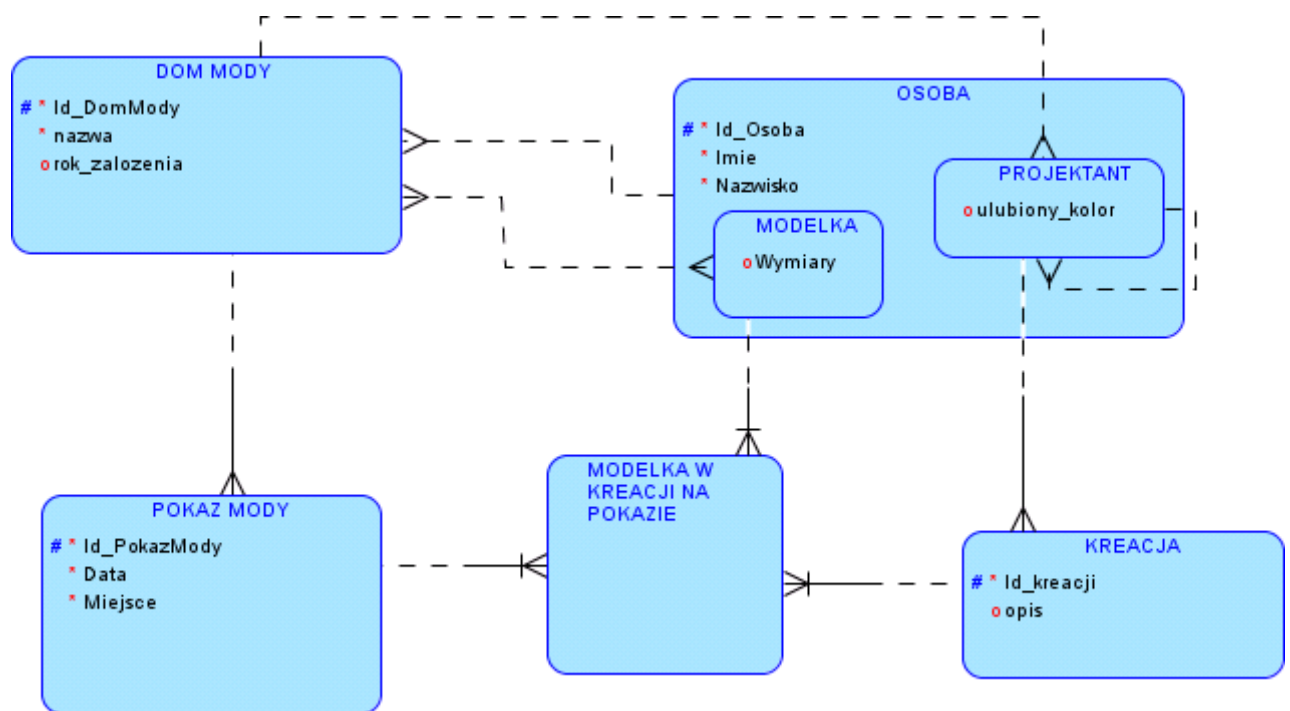 DOM MODY
# * Id_DomMody
* nazwa
o rok_zalozenia
OSOBA
# * Id_Osoba
* Imie
* Nazwisko
MODELKA
o Wymiary
PROJEKTANT
o ulubiony_kolor
POKAZ MODY
# * Id_PokazMody
* Data
* Miejsce
MODELKA W
KREACJI NA
POKAZIE
KREACJA
# * Id_kreacji
o opis